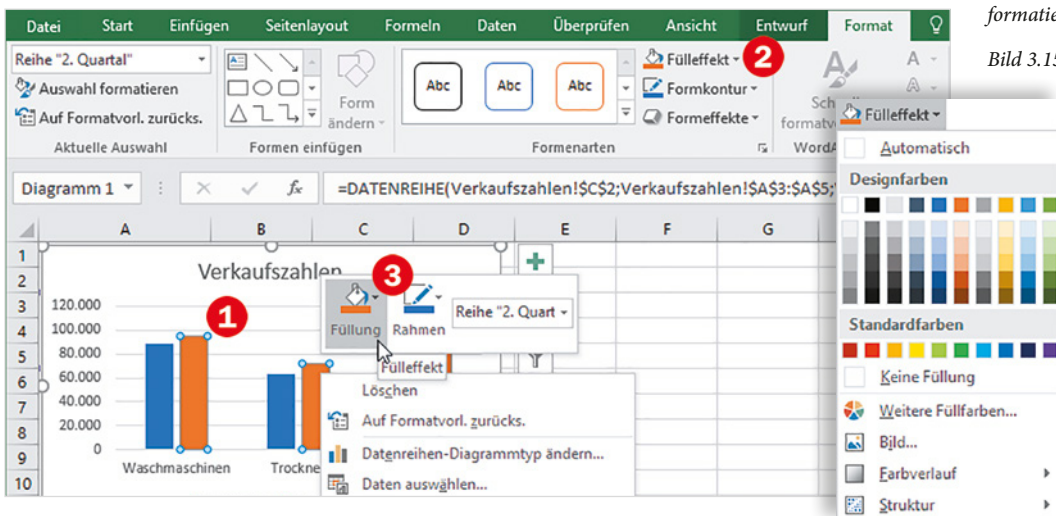 formatie
Bild 3.15
Datei Start Einfügen Seitenlayout Formeln Daten Überprüfen Ansicht Entwurf Format
Reihe "2. Quartal"
Auswahl formatieren
Auf Formatvorl. zurücks.
Aktuelle Auswahl
Form
ändern
Formen einfügen
Abc Abc Abc
Formenarten
Fülleffekt
2
Formkontur
Formeffekte
A A
A
Sch
formatv
WordA
Diagramm 1 fx =DATENREIHE(Verkaufszahlen!$C$2;Verkaufszahlen!$A$3:$A$5;
A B C D E F G
1
2
3
4
5
6
7
8
9
10
Verkaufszahlen
120.000
100.000
80.000
60.000
40.000
20.000
0
Waschmaschinen Trockne
1
3
Füllung Rahmen Reihe "2. Quart
Fülleffekt
Löschen
Auf Formatvorl. zurücks.
Datenreihen-Diagrammtyp ändern...
Daten auswählen...
Fülleffekt
Automatisch
Designfarben
Standardfarben
Keine Füllung
Weitere Füllfarben...
Bild...
Farbverlauf
Struktur